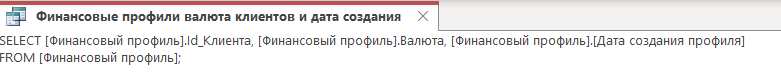 Финансовые профили валюта клиентов и дата создания
SELECT [Финансовый профиль].Id_Клиента, [Финансовый профиль].Валюта, [Финансовый профиль].[Дата создания профиля]
FROM [Финансовый профиль];